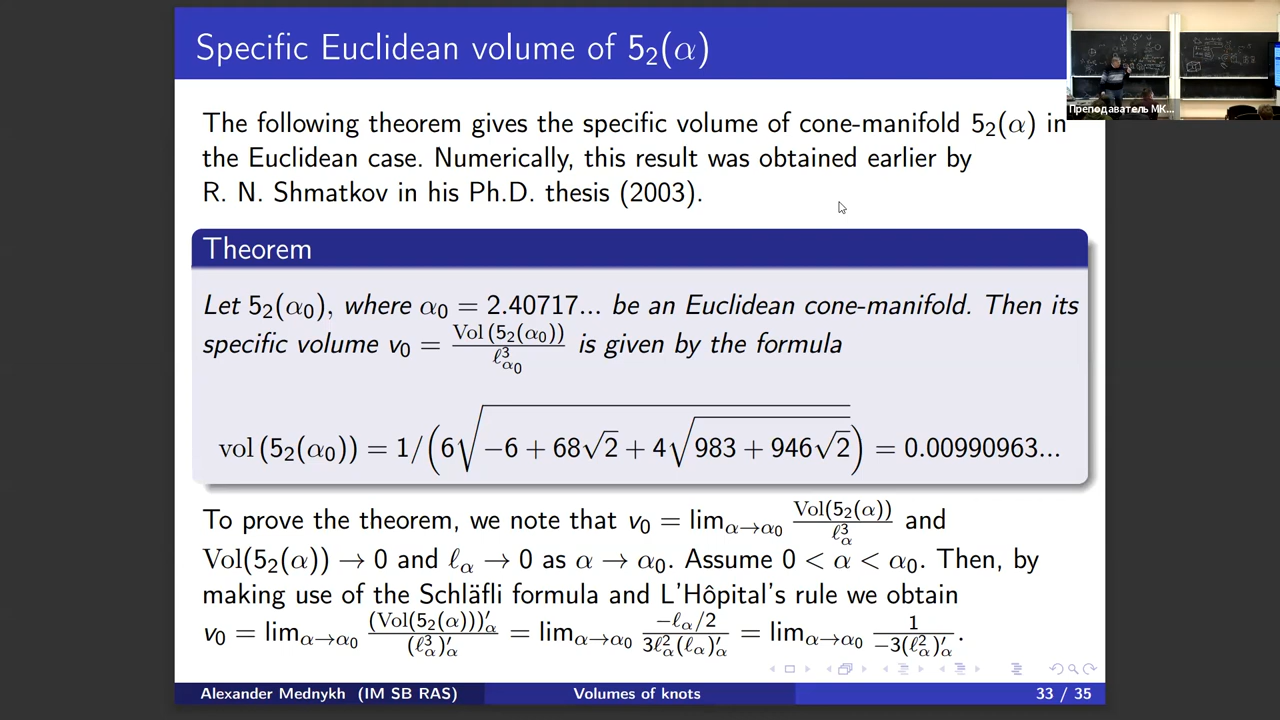 Specific Euclidean volume of 5₂(α)
Преподаватель МК...
The following theorem gives the specific volume of cone-manifold 5₂(α) in
the Euclidean case. Numerically, this result was obtained earlier by
R. N. Shmatkov in his Ph.D. thesis (2003).
Theorem
Let 5₂(α₀), where α₀ = 2.40717... be an Euclidean cone-manifold. Then its
specific volume v₀ = Vol (5₂(α₀)) / ℓ³_α₀ is given by the formula
vol (5₂(α₀)) = 1/(6√(−6 + 68√2 + 4√(983 + 946√2))) = 0.00990963...
To prove the theorem, we note that v₀ = lim_α→α₀ Vol(5₂(α)) / ℓ³_α and
Vol(5₂(α)) → 0 and ℓ_α → 0 as α → α₀. Assume 0 < α < α₀. Then, by
making use of the Schläfli formula and L'Hôpital's rule we obtain
v₀ = lim_α→α₀ (Vol(5₂(α)))′_α / (ℓ³_α)′_α = lim_α→α₀ −ℓ_α/2 / 3ℓ²_α(ℓ_α)′_α = lim_α→α₀ 1 / −3(ℓ²_α)′_α.
Alexander Mednykh (IM SB RAS) Volumes of knots 33 / 35